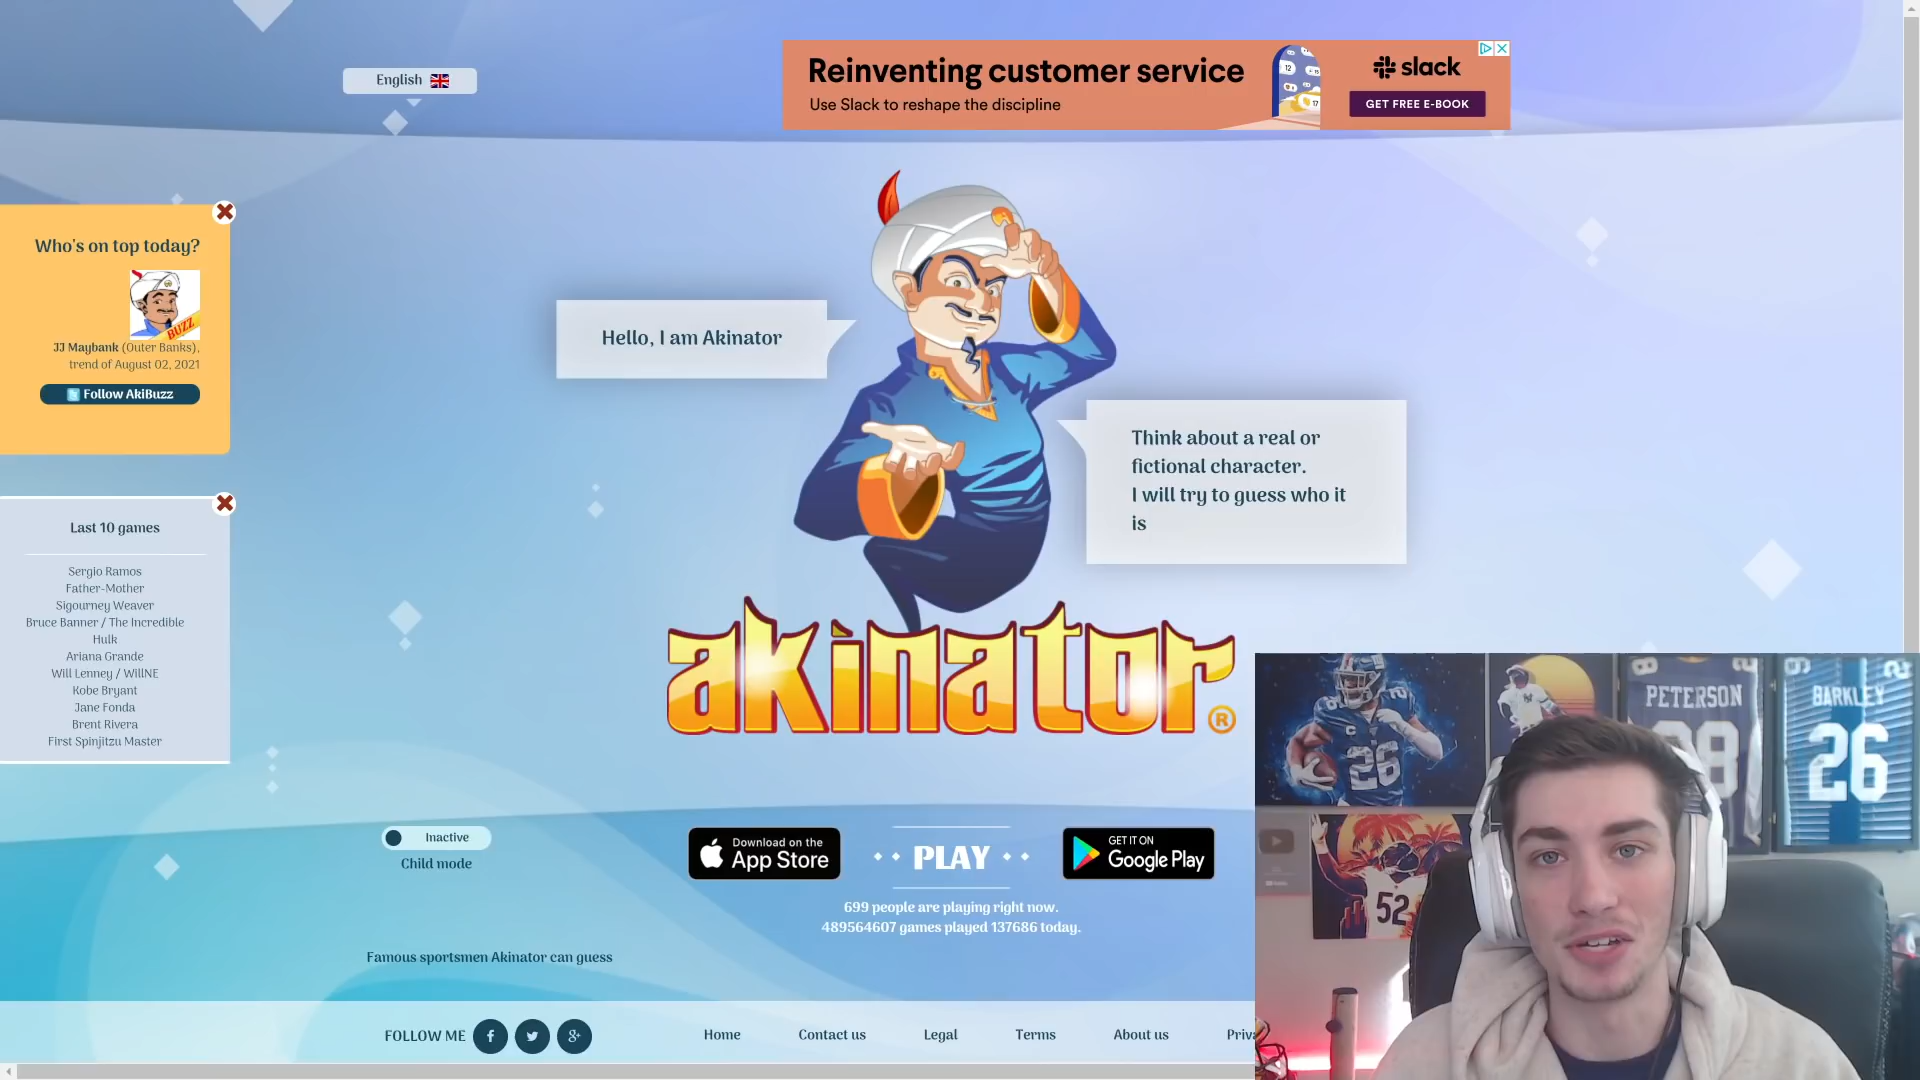 English
Reinventing customer service
Use Slack to reshape the discipline
slack
GET FREE E-BOOK
Who's on top today?
BUZZ
JJ Maybank (Outer Banks),
trend of August 02, 2021
Follow AkiBuzz
Hello, I am Akinator
Think about a real or
fictional character.
I will try to guess who it
is
Last 10 games
Sergio Ramos
Father-Mother
Sigourney Weaver
Bruce Banner / The Incredible
Hulk
Ariana Grande
Will Lenney / WillNE
Kobe Bryant
Jane Fonda
Brent Rivera
First Spinjitzu Master
akinator®
PETERSON
BARKLEY
26
26
52
Inactive
Child mode
Download on the
App Store
PLAY
GET IT ON
Google Play
699 people are playing right now.
489564607 games played 137686 today.
Famous sportsmen Akinator can guess
FOLLOW ME
Home
Contact us
Legal
Terms
About us